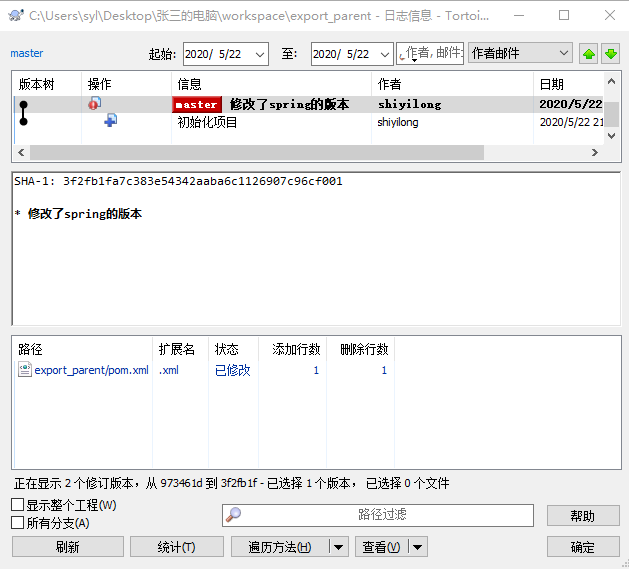 C:\Users\syl\Desktop\张三的电脑\workspace\export_parent - 日志信息 - Tortoi...
master 起始: 2020/ 5/22 至: 2020/ 5/22 作者, 邮件: 作者邮件
版本树 操作 信息 作者 日期
master 修改了spring的版本 shiyilong 2020/5/22
初始化项目 shiyilong 2020/5/22 21
SHA-1: 3f2fb1fa7c383e54342aaba6c1126907c96cf001
* 修改了spring的版本
路径 扩展名 状态 添加行数 删除行数
export_parent/pom.xml .xml 已修改 1 1
正在显示 2 个修订版本，从 973461d 到 3f2fb1f - 已选择 1 个版本， 已选择 0 个文件
显示整个工程(W)
所有分支(A)
路径过滤 帮助
刷新 统计(T) 遍历方法(H) 查看(V) 确定